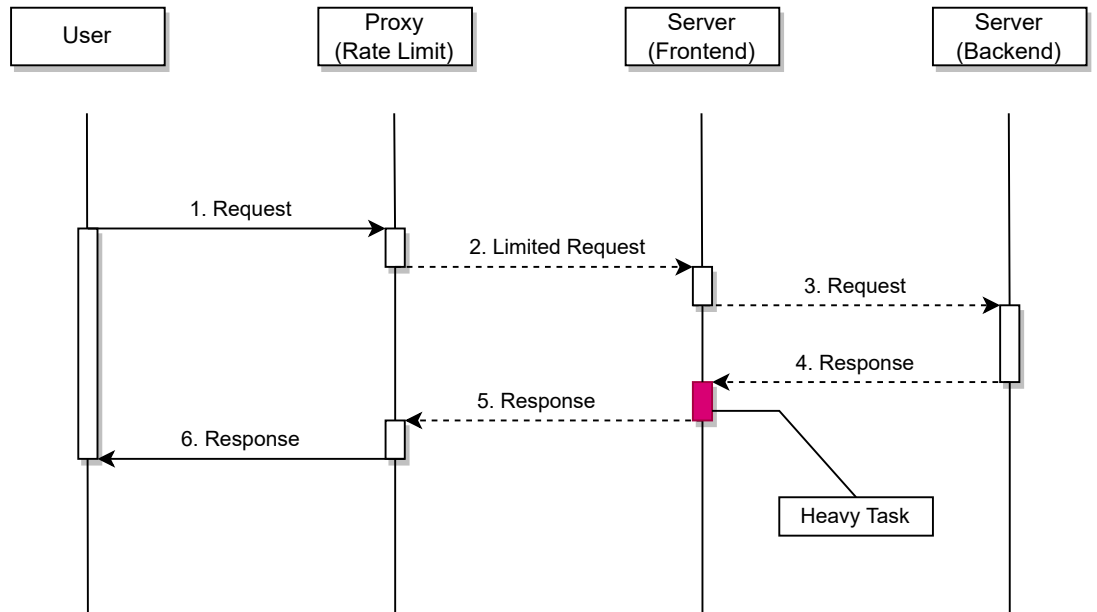 User
Proxy
(Rate Limit)
Server
(Frontend)
Server
(Backend)
1. Request
2. Limited Request
3. Request
4. Response
5. Response
6. Response
Heavy Task